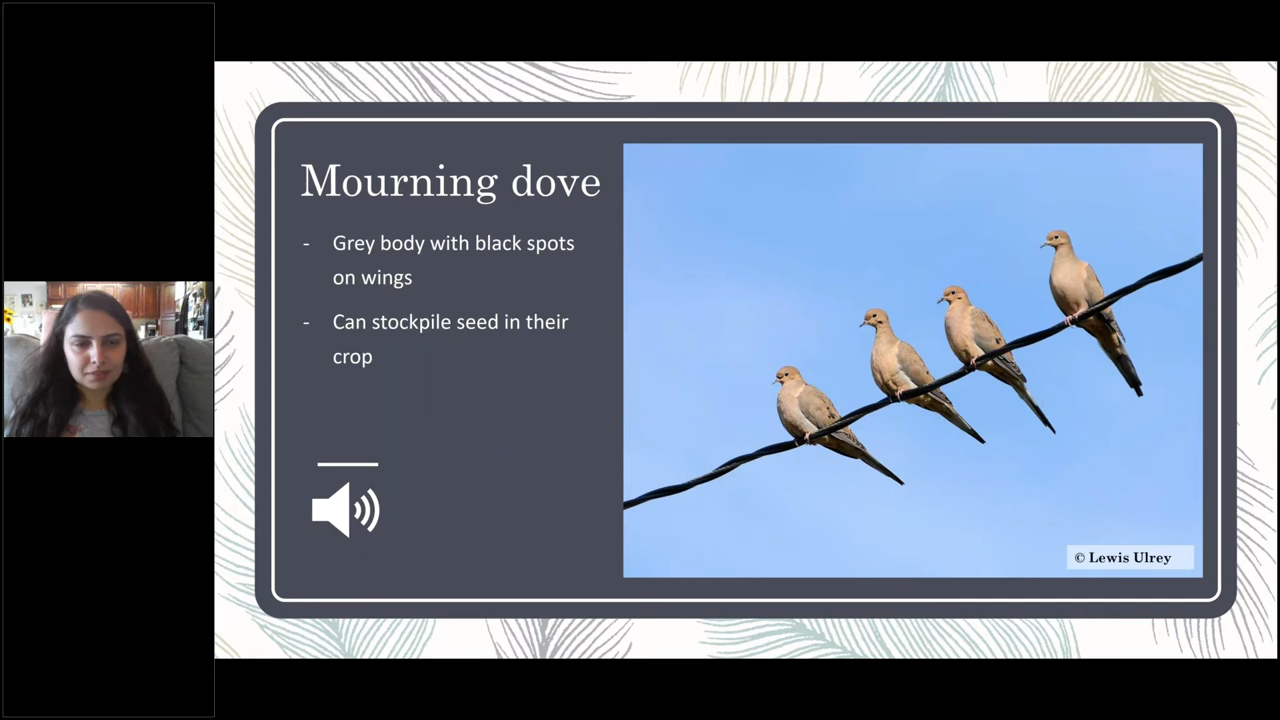 Mourning dove
- Grey body with black spots
on wings
- Can stockpile seed in their
crop
© Lewis Ulrey